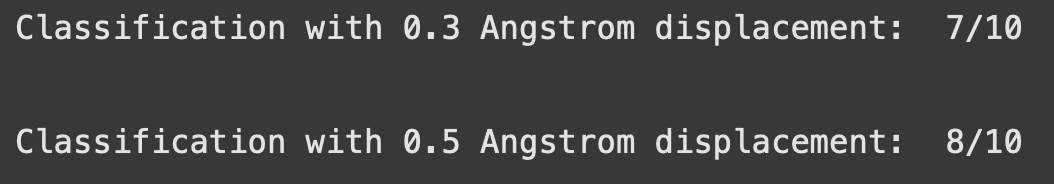 Classification with 0.3 Angstrom displacement:  7/10
Classification with 0.5 Angstrom displacement:  8/10